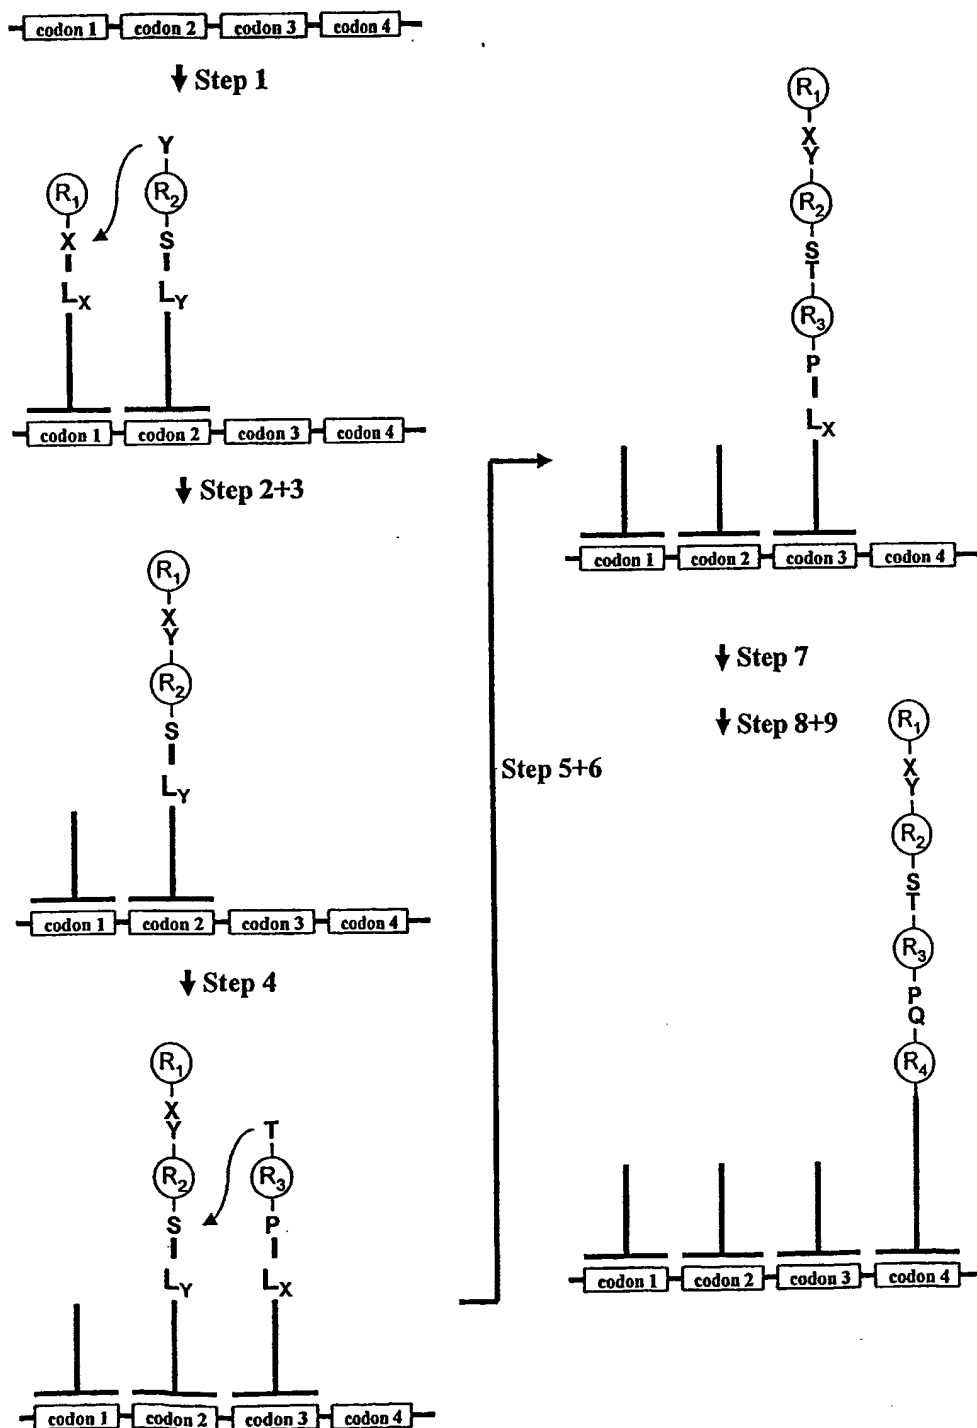 codon 1 codon 2 codon 3 codon 4
Step 1
Y
R1 R2
X S
LX LY
codon 1 codon 2 codon 3 codon 4
Step 2+3
R1
X
Y
R2
S
LY
codon 1 codon 2 codon 3 codon 4
Step 4
R1
X
Y T
R2 R3
S P
LY LX
codon 1 codon 2 codon 3 codon 4
Step 5+6
R1
X
Y
R2
S
T
R3
P
LX
codon 1 codon 2 codon 3 codon 4
Step 7
Step 8+9
R1
X
Y
R2
S
T
R3
P
Q
R4
codon 1 codon 2 codon 3 codon 4